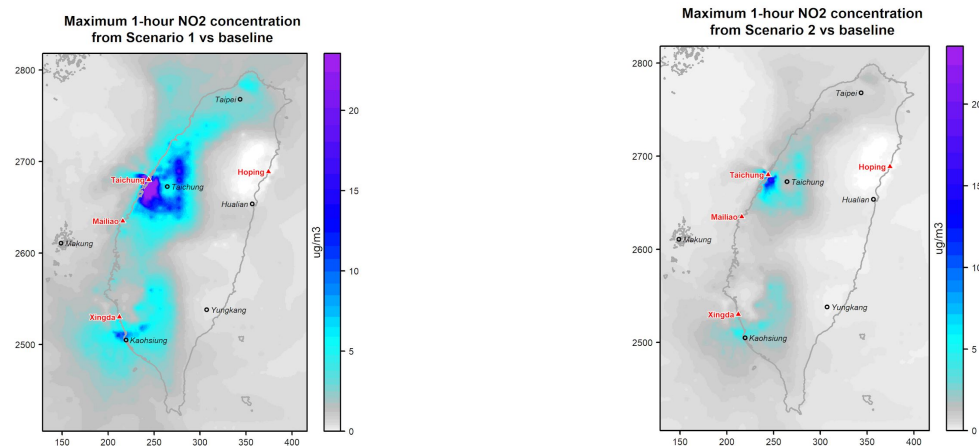 Maximum 1-hour NO2 concentration
from Scenario 1 vs baseline
2800
2700
2600
2500
150
200
250
300
350
400
Taipei
Hoping
Taichung
Taichung
Hualian
Mailiao
Makung
Yungkang
Xingda
Kaohsiung
20
15
10
5
0
ug/m3
Maximum 1-hour NO2 concentration
from Scenario 2 vs baseline
2800
2700
2600
2500
150
200
250
300
350
400
Taipei
Hoping
Taichung
Taichung
Hualian
Mailiao
Makung
Yungkang
Xingda
Kaohsiung
20
15
10
5
0
ug/m3